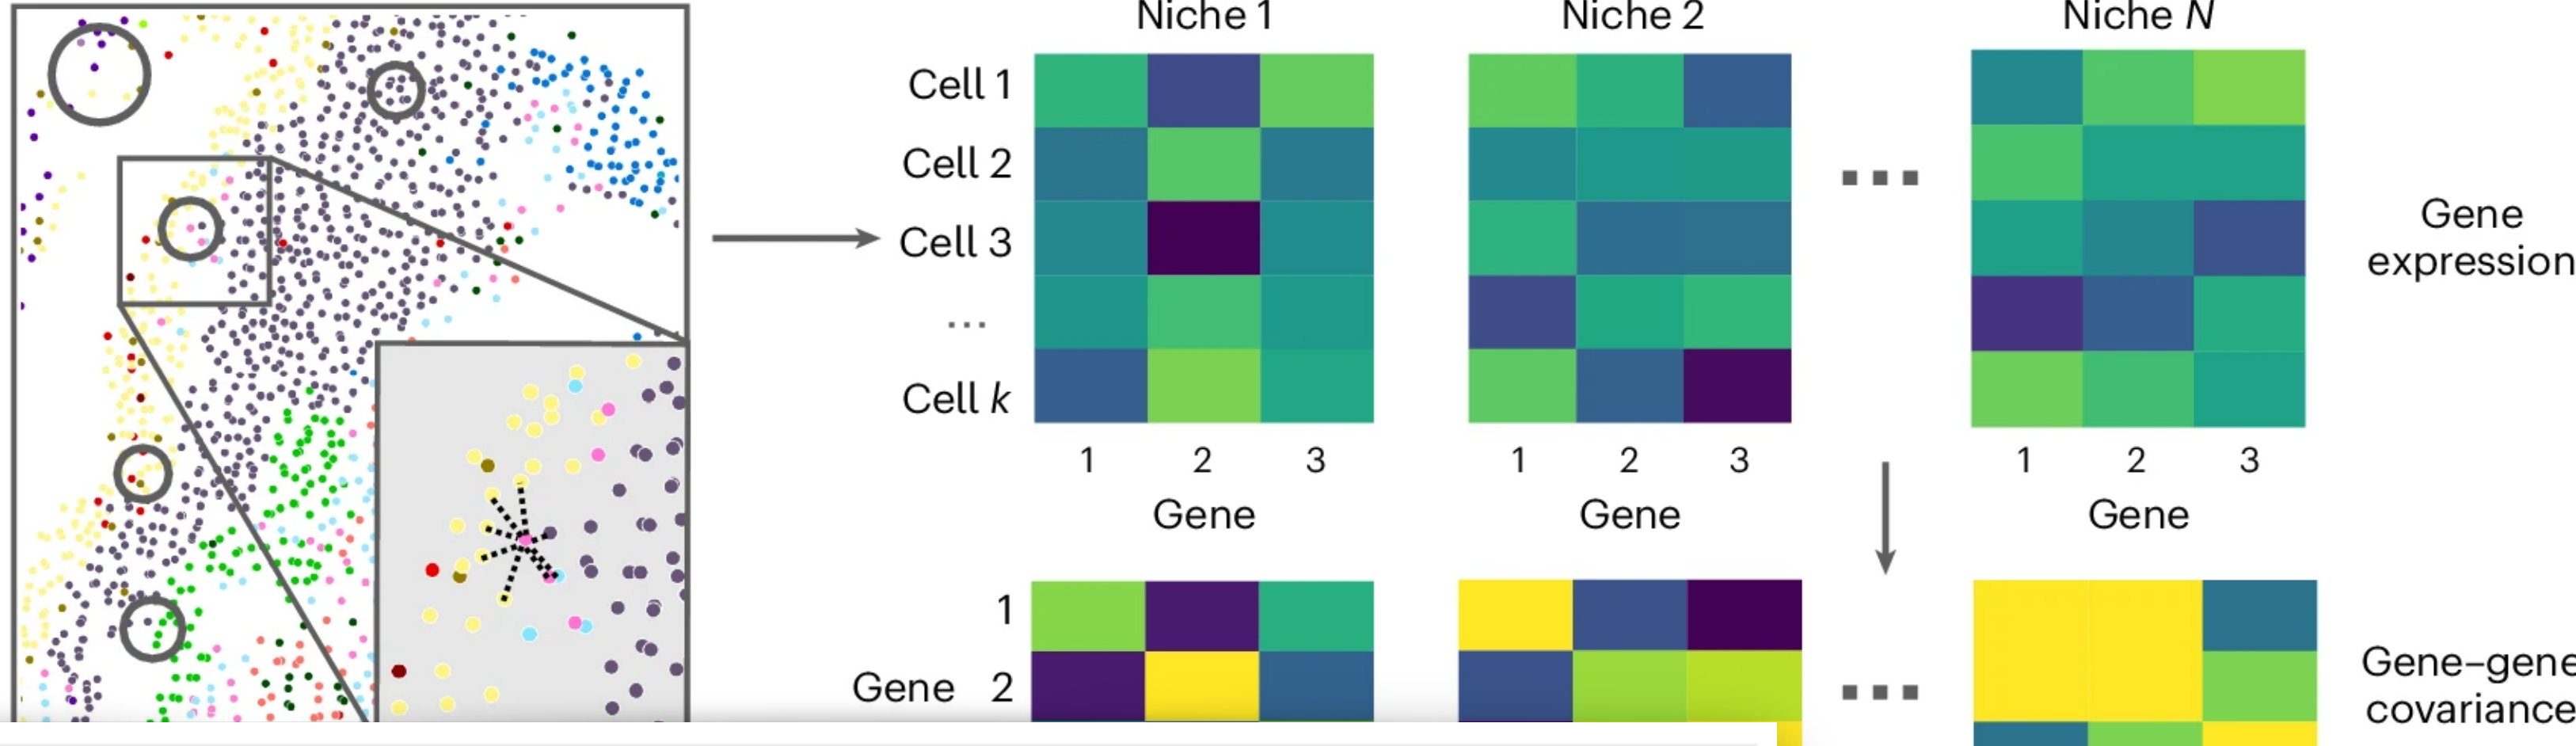 Niche 1
Niche 2
Niche N
Cell 1
Cell 2
Cell 3
...
Cell k
...
Gene
expression
1 2 3
1 2 3
1 2 3
Gene
Gene
Gene
1
Gene 2
...
Gene–gene
covariance